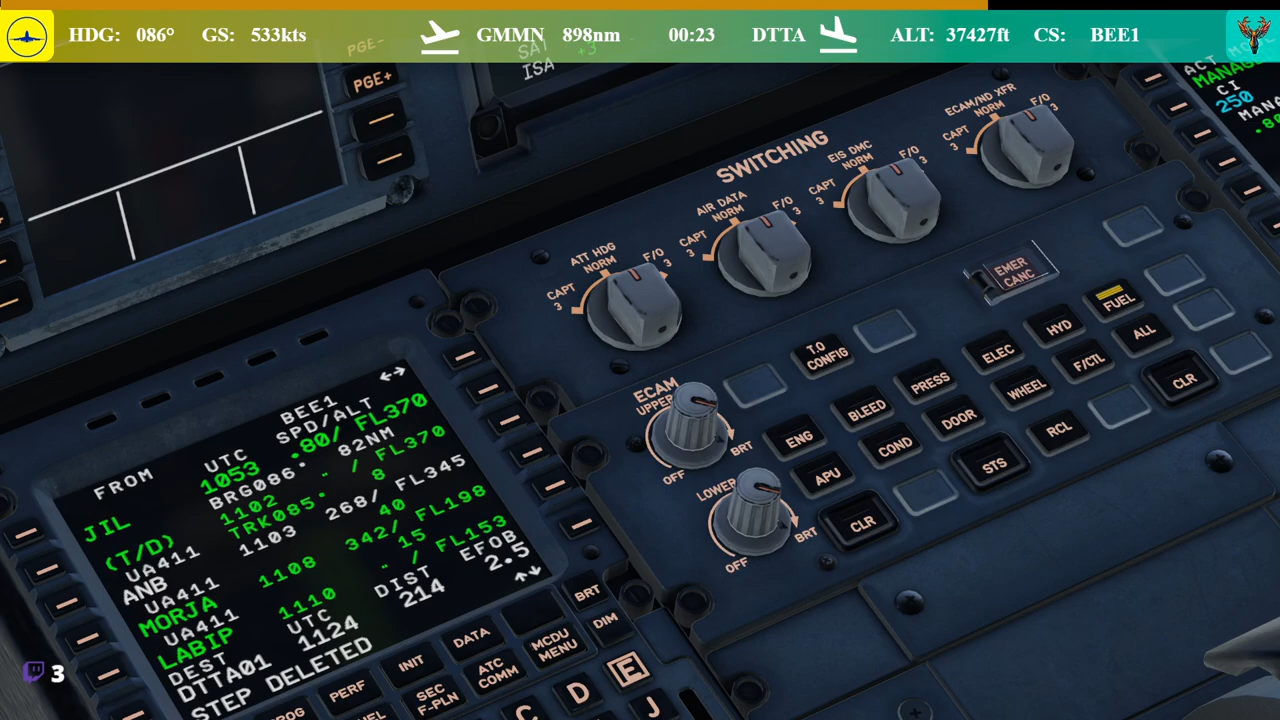 HDG: 086° GS: 533kts GMMN 898nm 00:23 DTTA ALT: 37427ft CS: BEE1
PGE-
PGE+
SAT +3
ISA
SWITCHING
ATT HDG
NORM
CAPT
3
F/O
3
AIR DATA
NORM
CAPT
3
F/O
3
EIS DMC
NORM
CAPT
3
F/O
3
ECAM/ND XFR
NORM
CAPT
3
F/O
3
CI
250
.80
EMER
CANC
T.O
CONFIG
ECAM
UPPER
OFF
BRT
LOWER
OFF
BRT
ENG
BLEED
PRESS
ELEC
HYD
FUEL
APU
COND
DOOR
WHEEL
F/CTL
ALL
CLR
STS
RCL
CLR
BEE1
FROM UTC SPD/ALT
JIL 1053 .80/ FL370
BRG086° 82NM
(T/D) 1102 " / FL370
UA411 TRK085° 8
ANB 1103 268/ FL345
UA411 40
MORJA 1108 342/ FL198
UA411 15
LABIP 1110 " / FL153
DEST UTC DIST EFOB
DTTA01 1124 214 2.5
STEP DELETED
BRT
DIM
PERF
INIT
DATA
SEC
F-PLN
ATC
COMM
MCDU
MENU
C
D
E
J
3